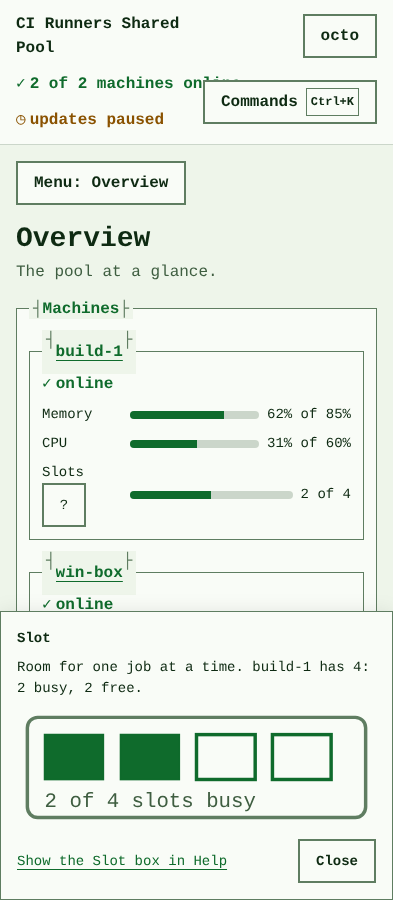 CI Runners Shared
Pool
octo
✓ 2 of 2 machines online
Commands Ctrl+K
◷ updates paused
Menu: Overview
Overview
The pool at a glance.
Machines
build-1
✓ online
Memory 62% of 85%
CPU 31% of 60%
Slots
? 2 of 4
win-box
✓ online
Slot
Room for one job at a time. build-1 has 4:
2 busy, 2 free.
2 of 4 slots busy
Show the Slot box in Help
Close